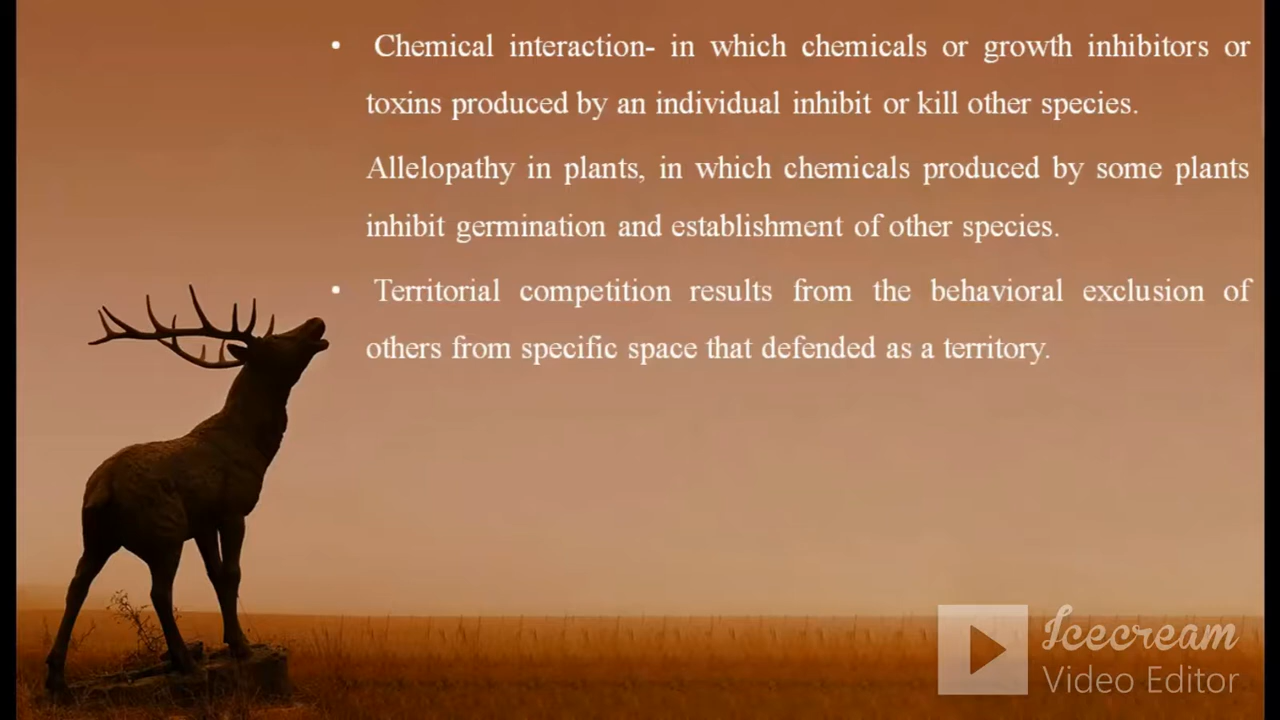 • Chemical interaction- in which chemicals or growth inhibitors or
toxins produced by an individual inhibit or kill other species.
Allelopathy in plants, in which chemicals produced by some plants
inhibit germination and establishment of other species.
• Territorial competition results from the behavioral exclusion of
others from specific space that defended as a territory.
Icecream
Video Editor